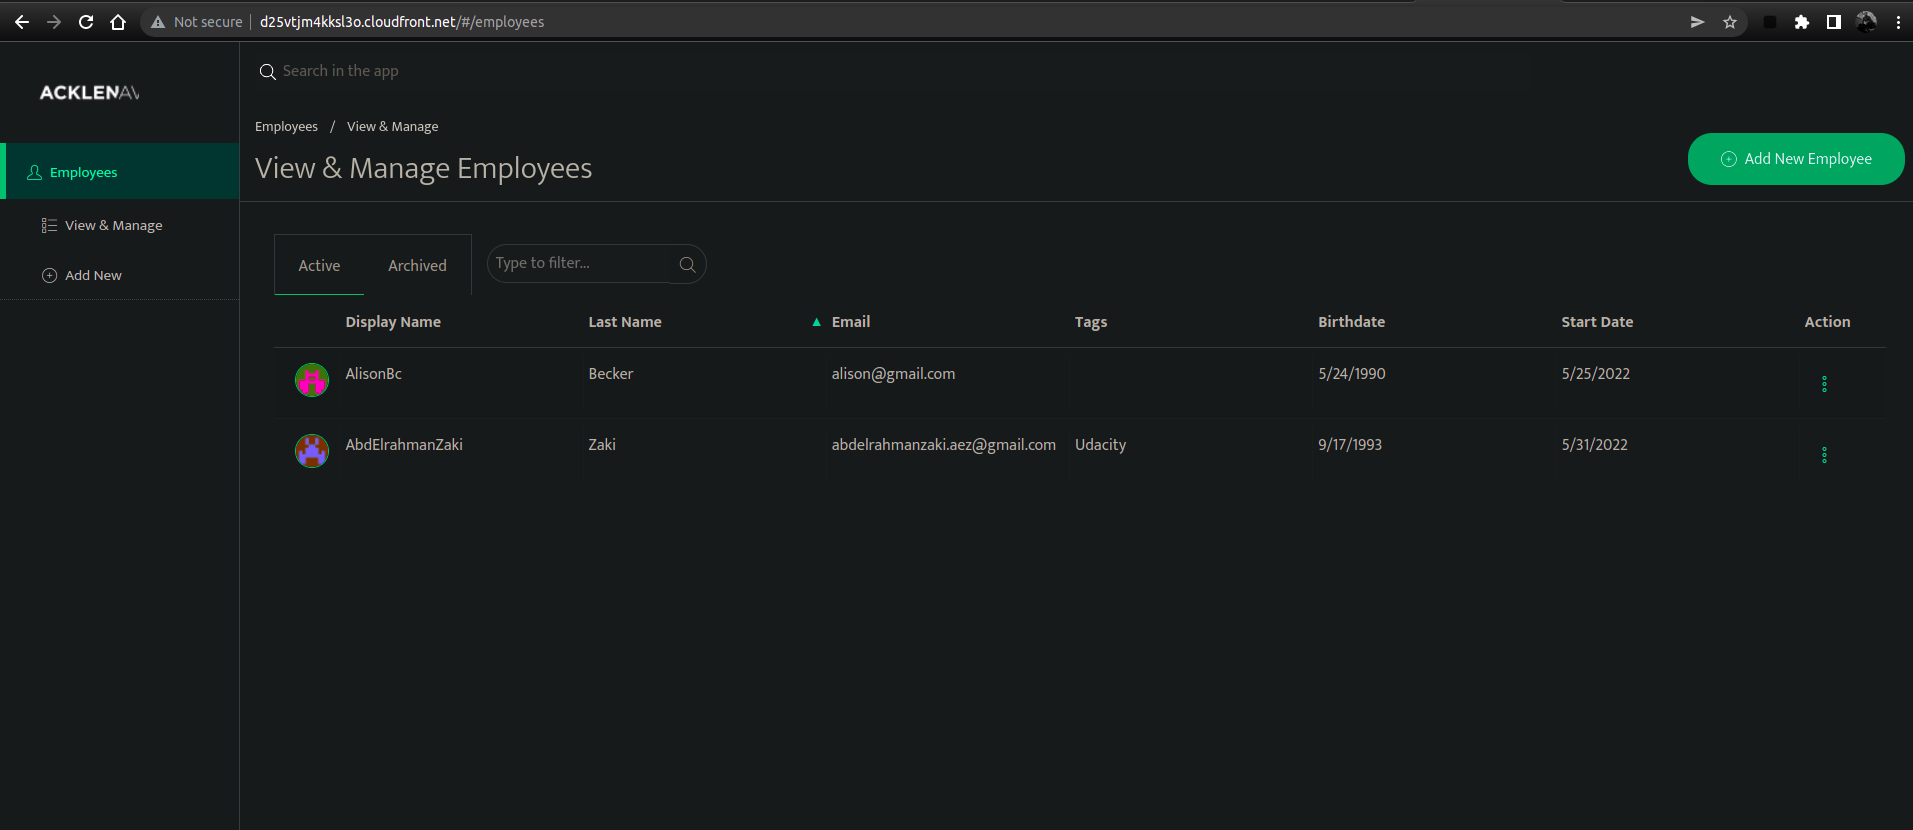 Not secure d25vtjm4kksl3o.cloudfront.net/#/employees
ACKLENAV
Search in the app
Employees / View & Manage
View & Manage Employees
Add New Employee
Employees
View & Manage
Add New
Active Archived Type to filter...
Display Name Last Name ▲ Email Tags Birthdate Start Date Action
AlisonBc Becker alison@gmail.com 5/24/1990 5/25/2022
AbdElrahmanZaki Zaki abdelrahmanzaki.aez@gmail.com Udacity 9/17/1993 5/31/2022